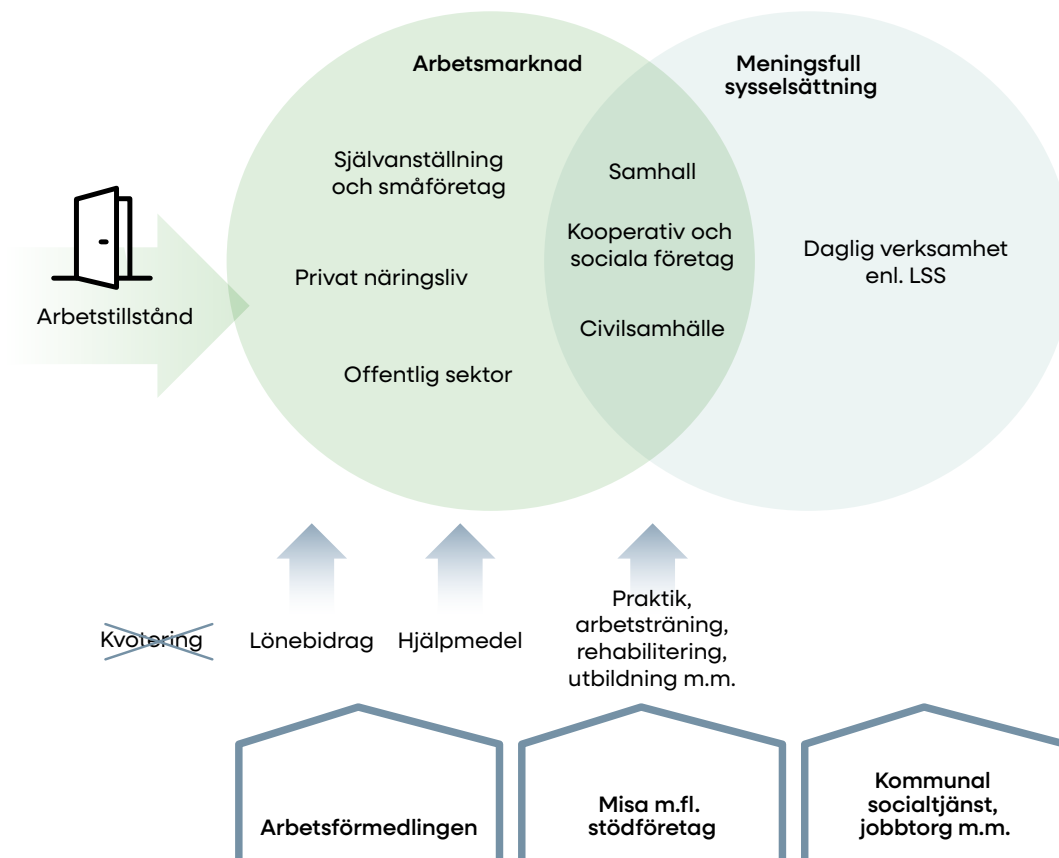 Arbetsmarknad
Meningsfull
sysselsättning
Självanställning
och småföretag
Samhall
Kooperativ och
sociala företag
Daglig verksamhet
enl. LSS
Privat näringsliv
Arbetstillstånd
Civilsamhälle
Offentlig sektor
Kvotering
Lönebidrag
Hjälpmedel
Praktik,
arbetsträning,
rehabilitering,
utbildning m.m.
Arbetsförmedlingen
Misa m.fl.
stödföretag
Kommunal
socialtjänst,
jobbtorg m.m.